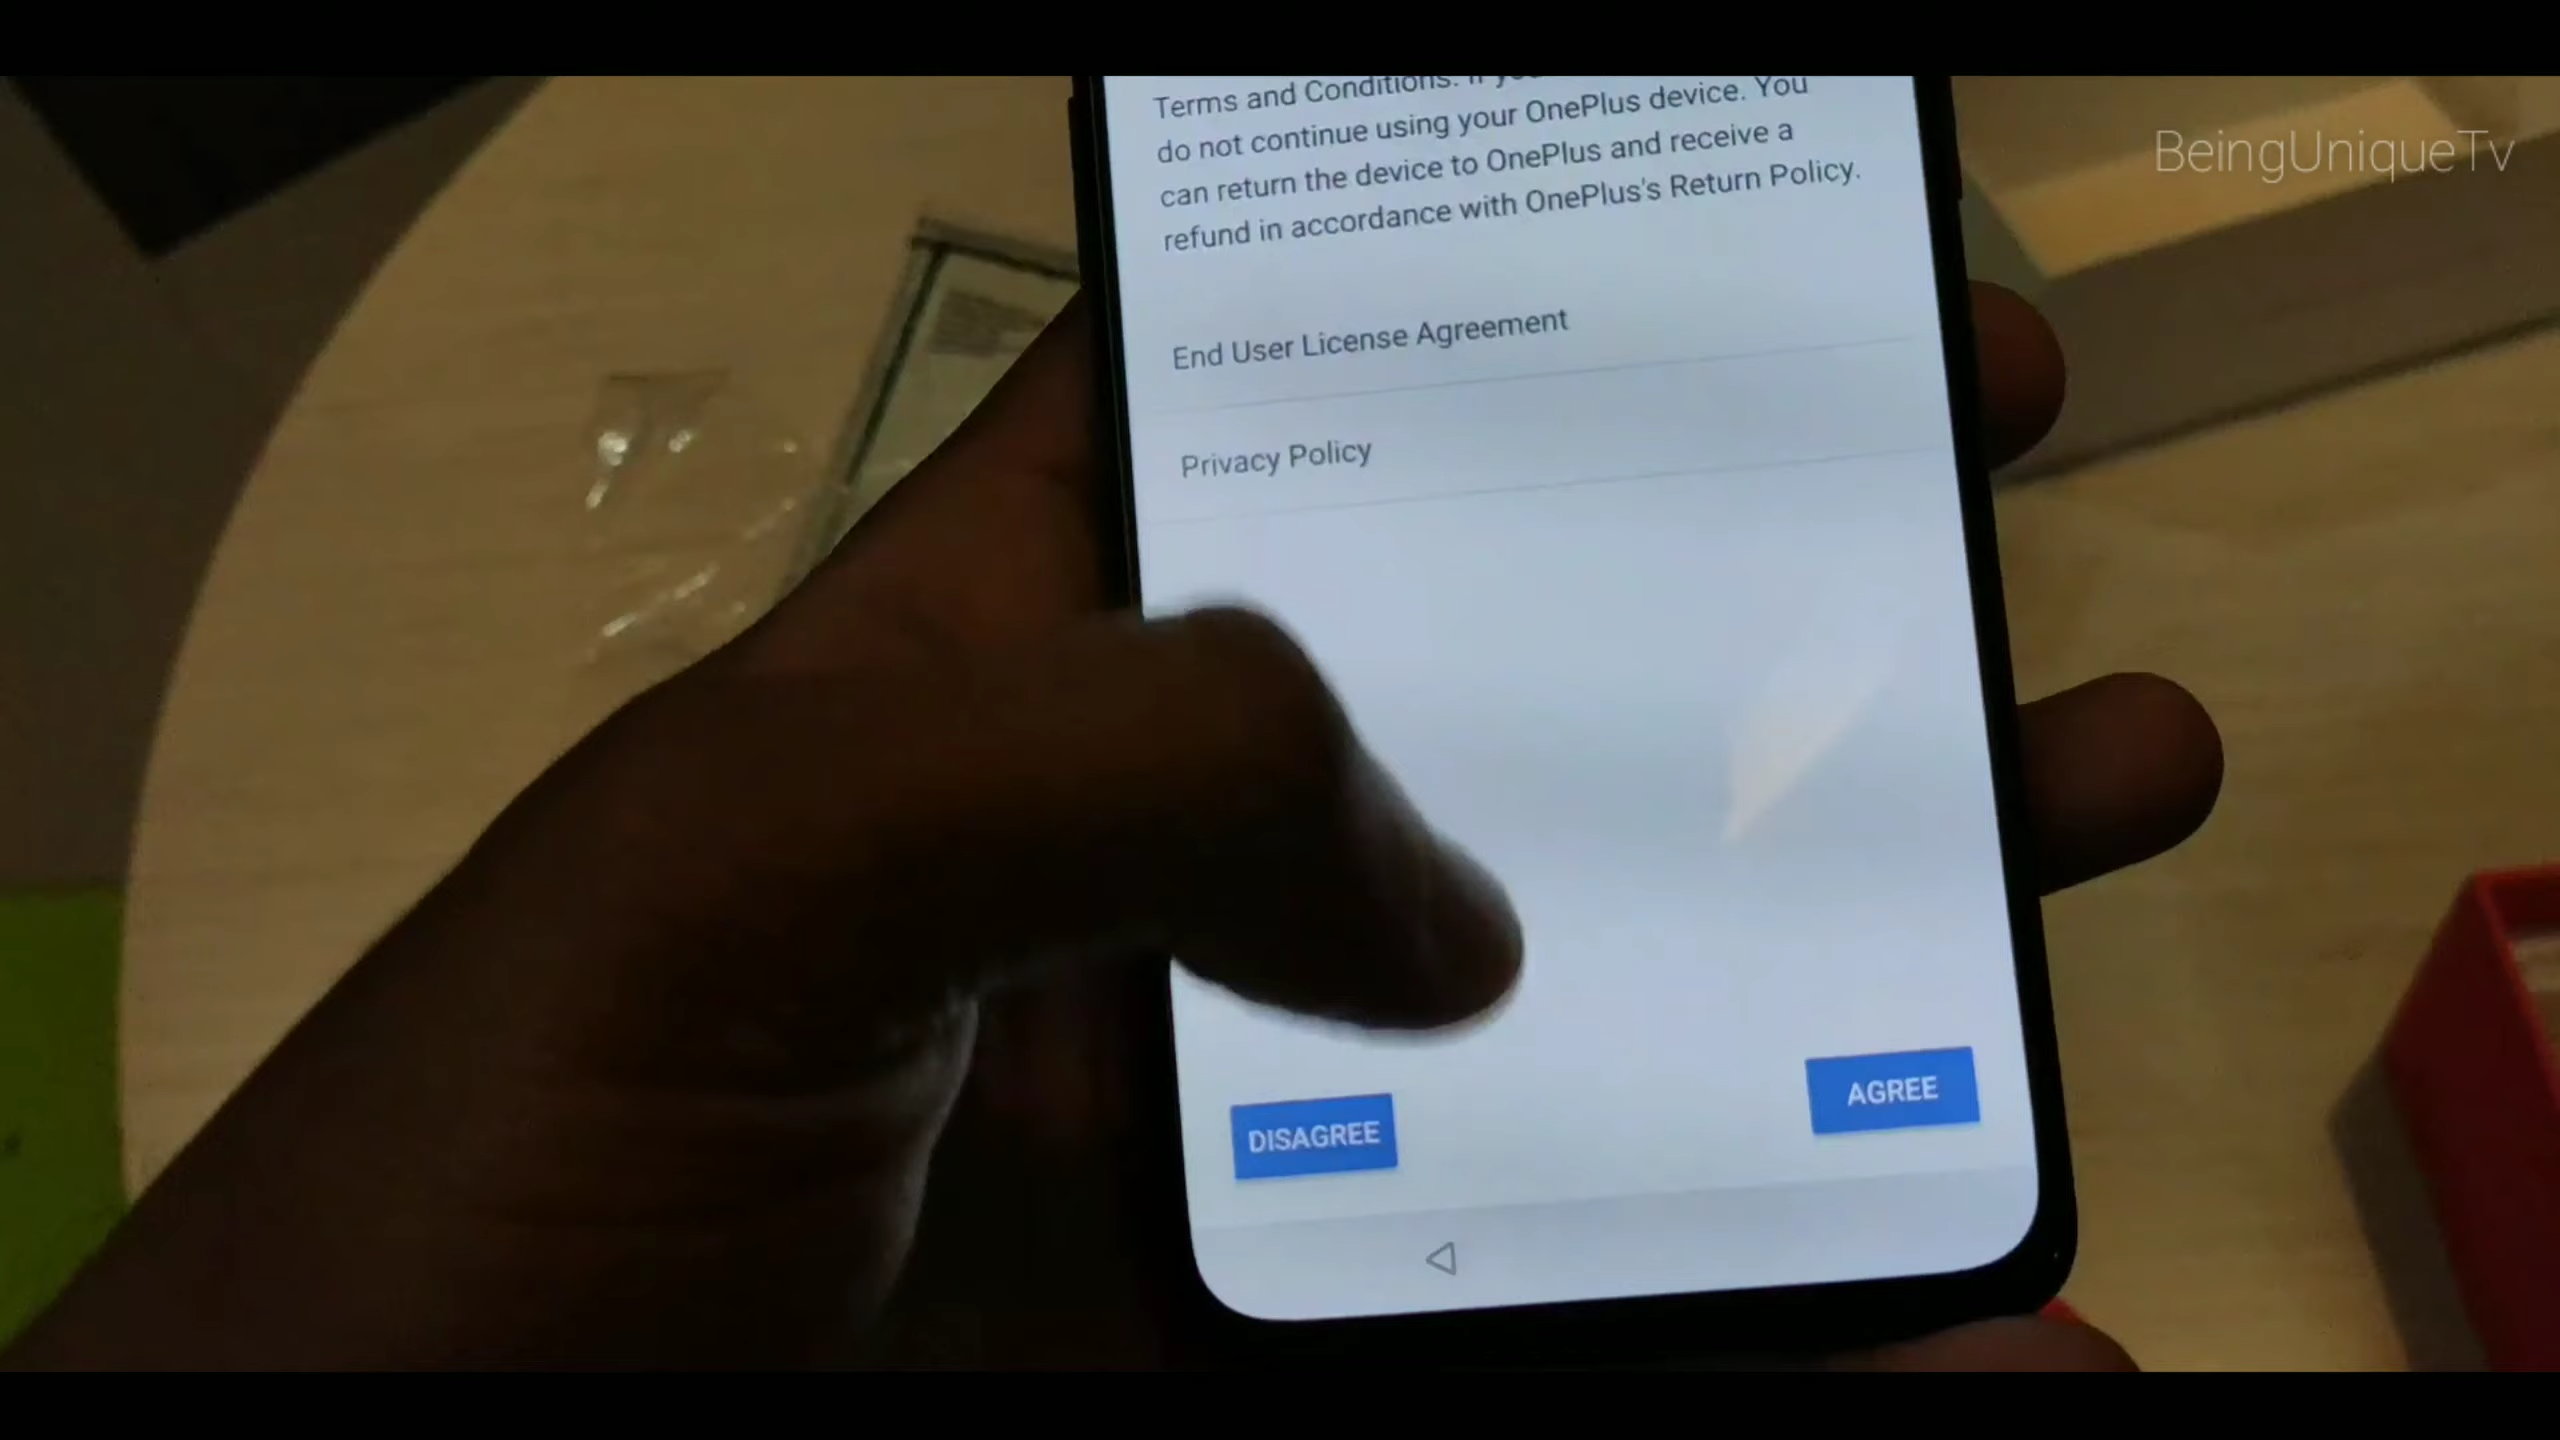 BeingUniqueTv
Terms and Conditions. If
do not continue using your OnePlus device. You
can return the device to OnePlus and receive a
refund in accordance with OnePlus's Return Policy.
End User License Agreement
Privacy Policy
DISAGREE
AGREE